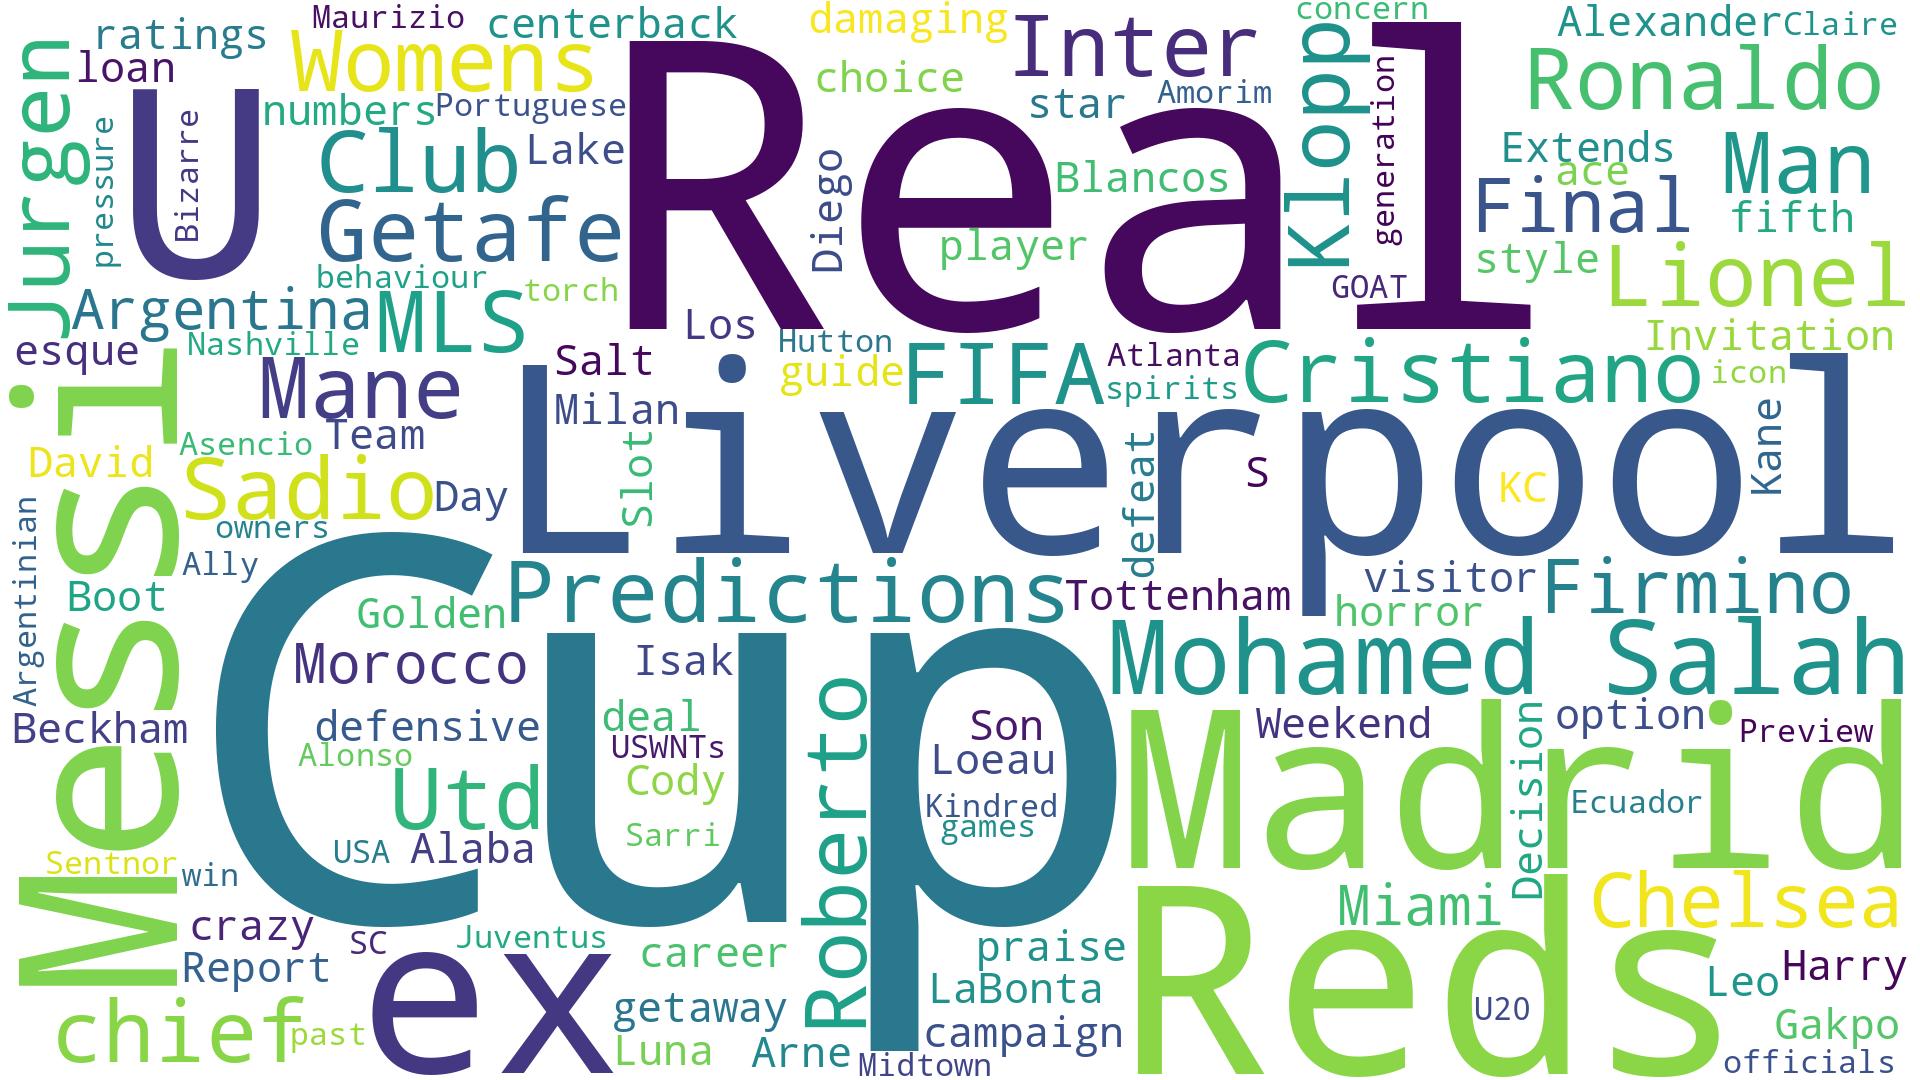 Maurizio
centerback
damaging
concern
Alexander
Claire
ratings
Womens
Inter
Real
Klopp
Ronaldo
loan
choice
Jurgen
U
numbers
Portuguese
star
Amorim
generation
pressure
Bizarre
Club
Lake
Diego
Blancos
Extends
ace
Man
Getafe
player
Final
fifth
behaviour
torch
GOAT
style
Lionel
Argentina
MLS
Los
Invitation
esque
Nashville
Salt
Hutton
guide
FIFA
Atlanta
spirits
Cristiano
icon
Messi
Mane
Milan
Liverpool
Team
Asencio
David
Sadio
Day
Slot
defeat
S
KC
Kane
Argentinian
owners
Ally
Boot
Golden
Predictions
Tottenham
visitor
horror
Firmino
Cup
Morocco
Isak
Roberto
Mohamed
Salah
Beckham
defensive
deal
Son
Madrid
Weekend
Decision
option
Preview
Alonso
USWNTs
Loeau
Utd
Cody
Kindred
games
Ecuador
USA
Alaba
Sarri
Sentnor
win
Reds
Miami
Chelsea
crazy
SC
ex
Juventus
career
praise
Report
LaBonta
Leo
Harry
chief
past
getaway
campaign
U20
Gakpo
Luna
Arne
Midtown
officials